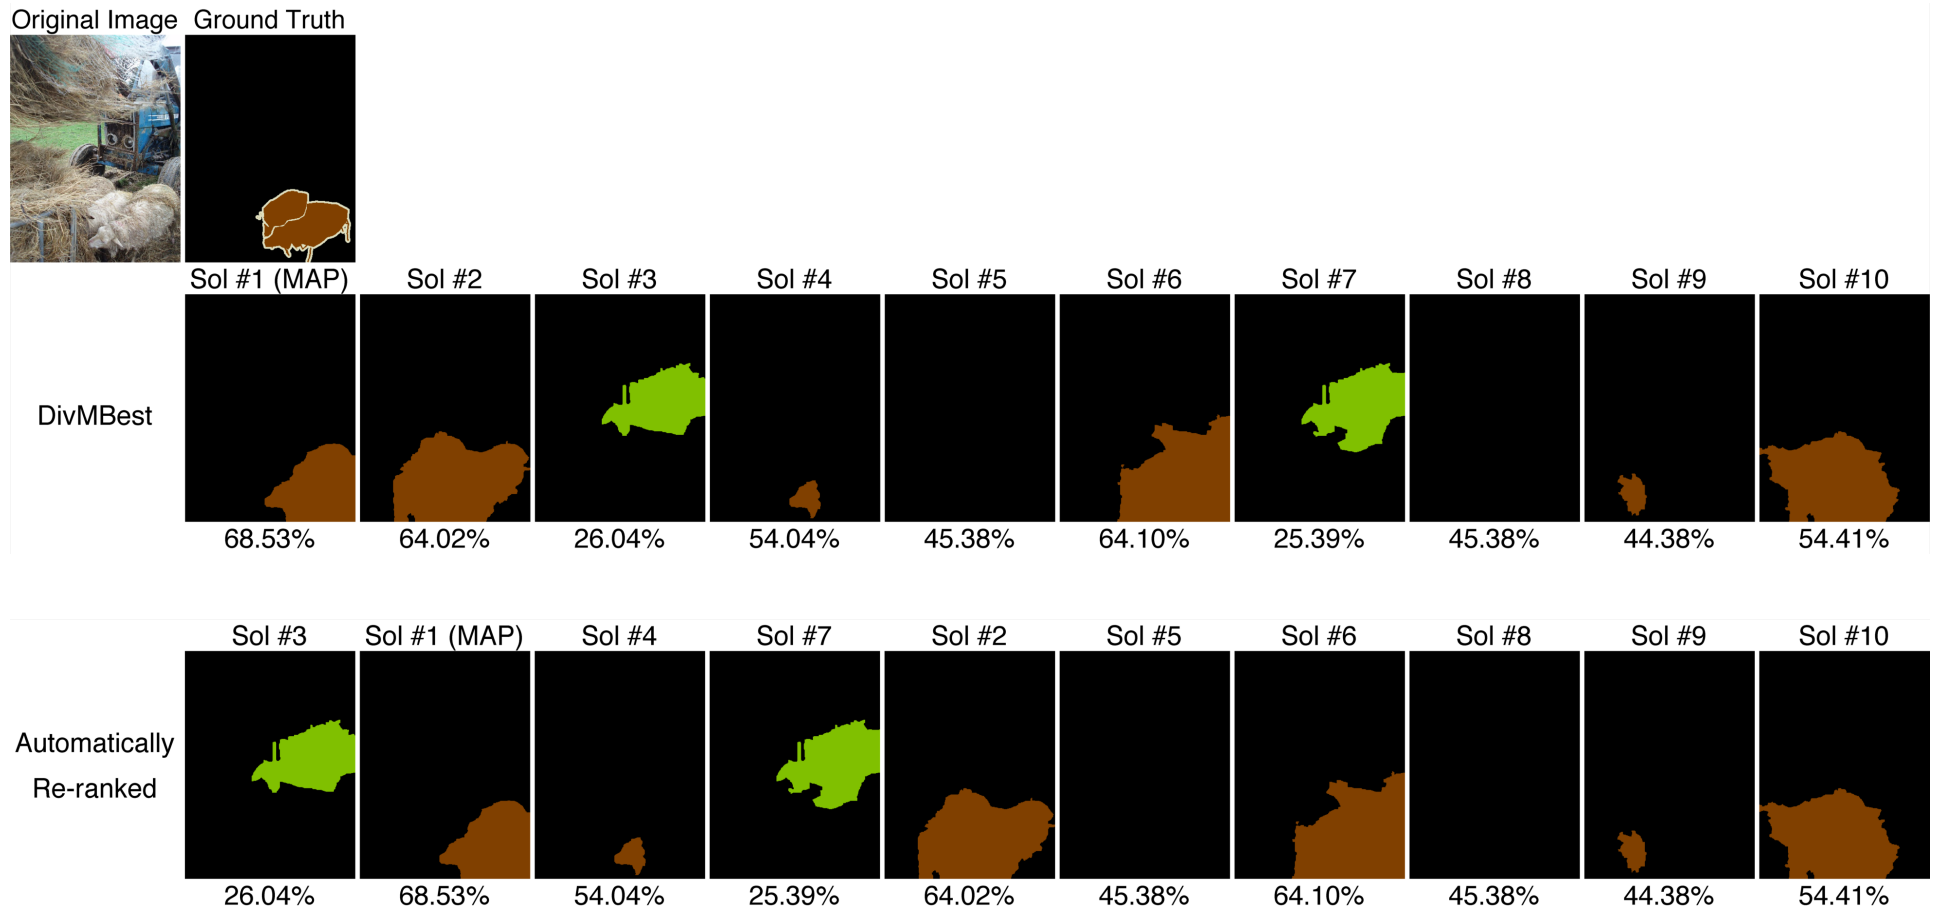 Original Image Ground Truth
Sol #1 (MAP) Sol #2 Sol #3 Sol #4 Sol #5 Sol #6 Sol #7 Sol #8 Sol #9 Sol #10
DivMBest
68.53% 64.02% 26.04% 54.04% 45.38% 64.10% 25.39% 45.38% 44.38% 54.41%
Sol #3 Sol #1 (MAP) Sol #4 Sol #7 Sol #2 Sol #5 Sol #6 Sol #8 Sol #9 Sol #10
Automatically
Re-ranked
26.04% 68.53% 54.04% 25.39% 64.02% 45.38% 64.10% 45.38% 44.38% 54.41%